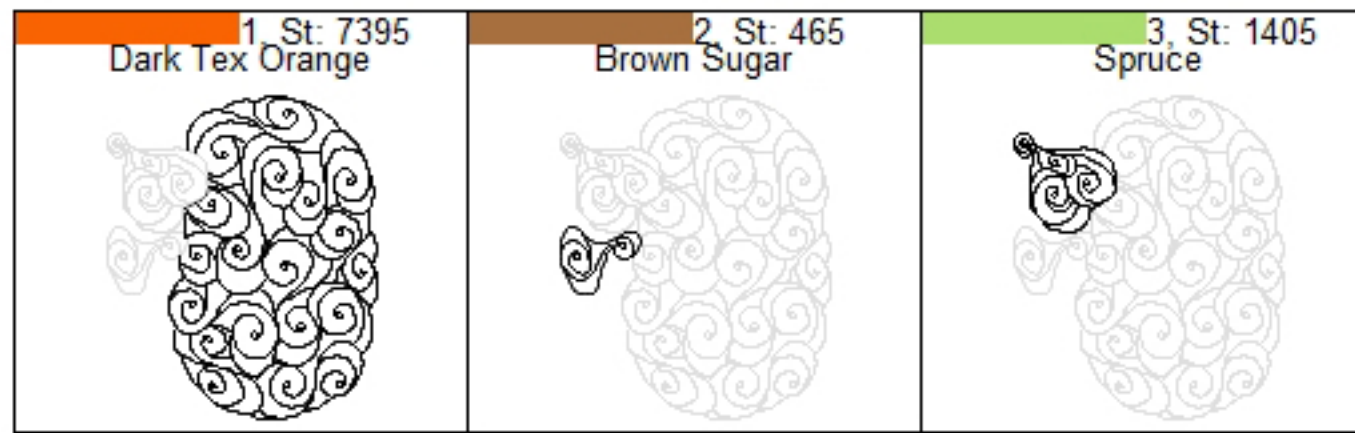 1, St: 7395
Dark Tex Orange
2, St: 465
Brown Sugar
3, St: 1405
Spruce